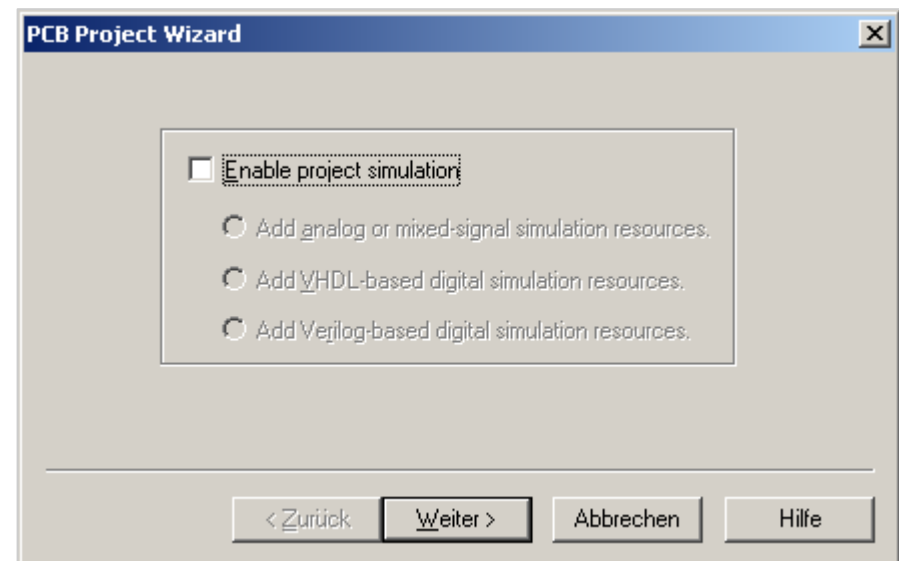 PCB Project Wizard
Enable project simulation
Add analog or mixed-signal simulation resources.
Add VHDL-based digital simulation resources.
Add Verilog-based digital simulation resources.
< Zurück Weiter > Abbrechen Hilfe